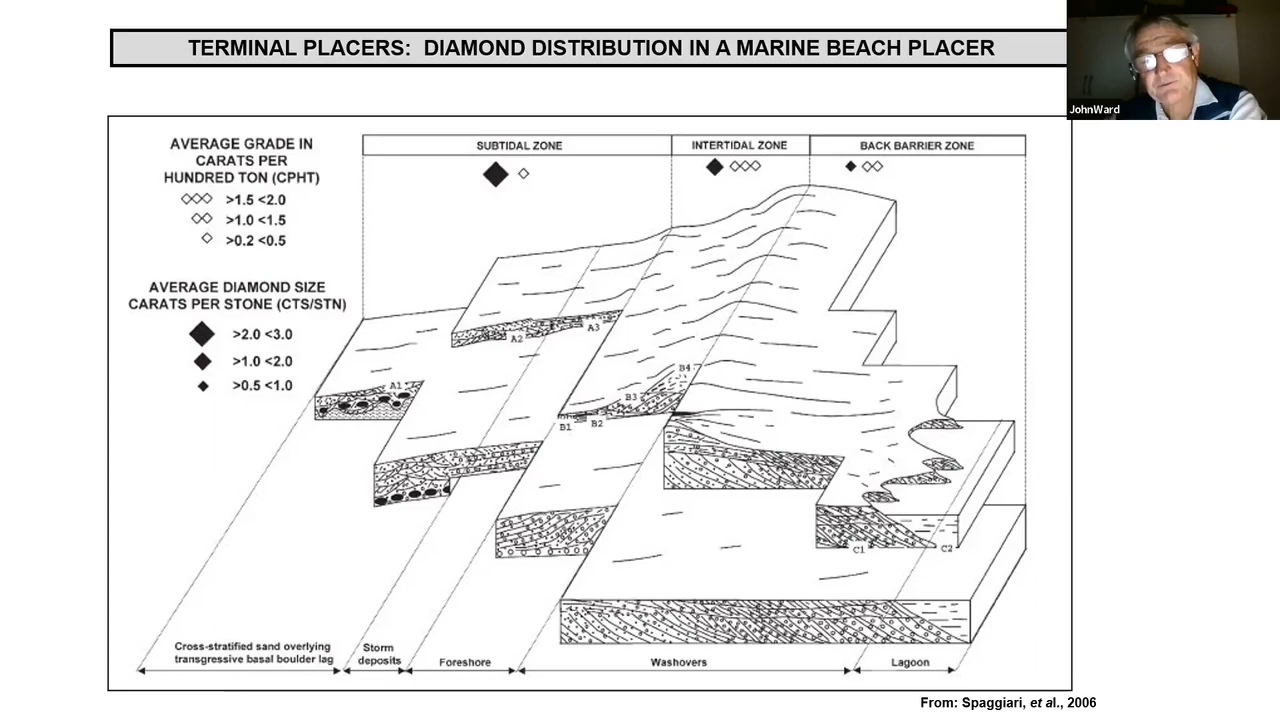 TERMINAL PLACERS: DIAMOND DISTRIBUTION IN A MARINE BEACH PLACER
JohnWard
AVERAGE GRADE IN
CARATS PER
HUNDRED TON (CPHT)
>1.5 <2.0
>1.0 <1.5
>0.2 <0.5
AVERAGE DIAMOND SIZE
CARATS PER STONE (CTS/STN)
>2.0 <3.0
>1.0 <2.0
>0.5 <1.0
SUBTIDAL ZONE
INTERTIDAL ZONE
BACK BARRIER ZONE
A1
A2
A3
B1
B2
B3
B4
C1
C2
Cross-stratified sand overlying
transgressive basal boulder lag
Storm
deposits
Foreshore
Washovers
Lagoon
From: Spaggiari, et al., 2006